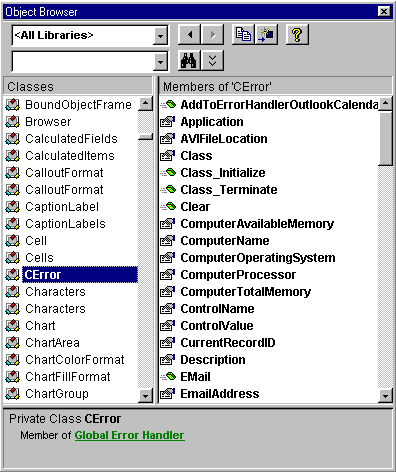 Object Browser
<All Libraries>
Classes
BoundObjectFrame
Browser
CalculatedFields
CalculatedItems
CalloutFormat
CalloutFormat
CaptionLabel
CaptionLabels
Cell
Cells
CError
Characters
Characters
Chart
ChartArea
ChartColorFormat
ChartFillFormat
ChartGroup
Members of 'CError'
AddToErrorHandlerOutlookCalenda
Application
AVIFileLocation
Class
Class_Initialize
Class_Terminate
Clear
ComputerAvailableMemory
ComputerName
ComputerOperatingSystem
ComputerProcessor
ComputerTotalMemory
ControlName
ControlValue
CurrentRecordID
Description
EMail
EmailAddress
Private Class CError
Member of Global Error Handler